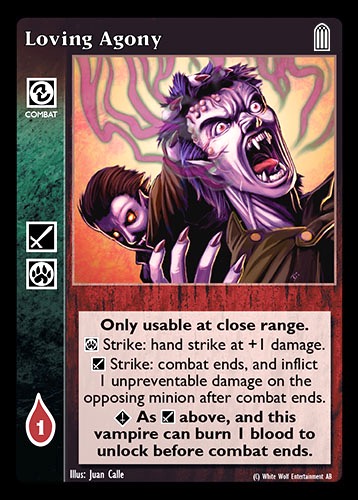 Loving Agony
COMBAT
Only usable at close range.
Strike: hand strike at +1 damage.
Strike: combat ends, and inflict
1 unpreventable damage on the
opposing minion after combat ends.
As above, and this
vampire can burn 1 blood to
unlock before combat ends.
1
Illus: Juan Calle
(C) White Wolf Entertainment AB